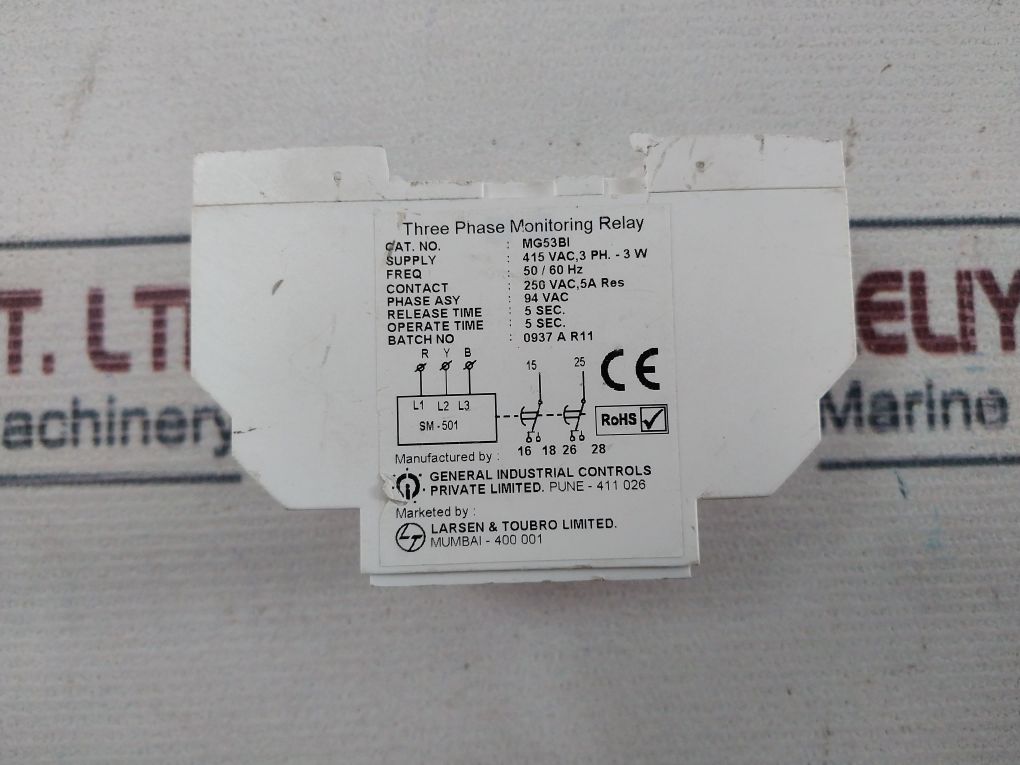 Three Phase Monitoring Relay
CAT. NO. : MG53BI
SUPPLY : 415 VAC,3 PH. - 3 W
FREQ : 50 / 60 Hz
CONTACT : 250 VAC,5A Res
PHASE ASY : 94 VAC
RELEASE TIME : 5 SEC.
OPERATE TIME : 5 SEC.
BATCH NO : 0937 A R11
R Y B
15 25
CE
L1 L2 L3
SM - 501
RoHS
16 18 26 28
Manufactured by :
GENERAL INDUSTRIAL CONTROLS
PRIVATE LIMITED. PUNE - 411 026
Marketed by :
LT LARSEN & TOUBRO LIMITED.
MUMBAI - 400 001
T. LT
ELIY
achinery
Marine